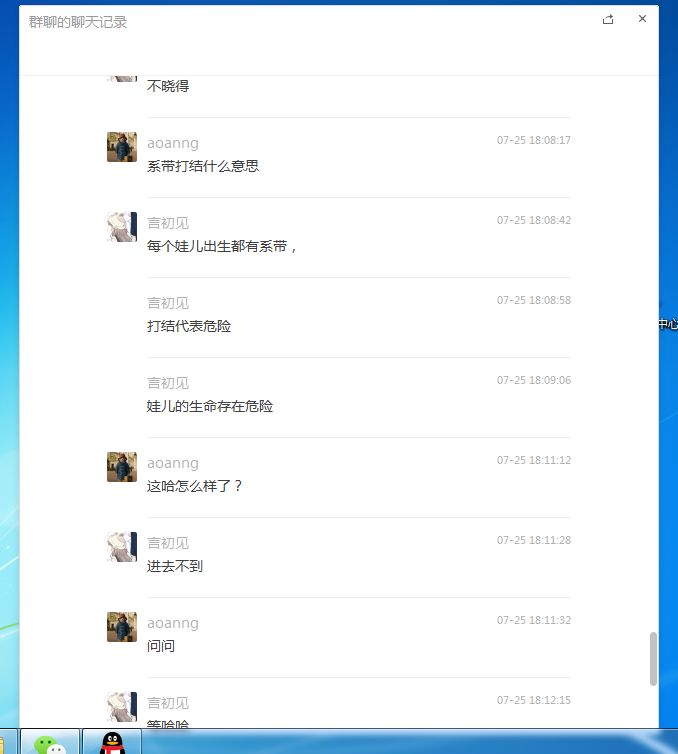 群聊的聊天记录
不晓得
aoanng
07-25 18:08:17
系带打结什么意思
言初见
07-25 18:08:42
每个娃儿出生都有系带，
言初见
07-25 18:08:58
打结代表危险
言初见
07-25 18:09:06
娃儿的生命存在危险
aoanng
07-25 18:11:12
这哈怎么样了？
言初见
07-25 18:11:28
进去不到
aoanng
07-25 18:11:32
问问
言初见
07-25 18:12:15
等哈哈
中心